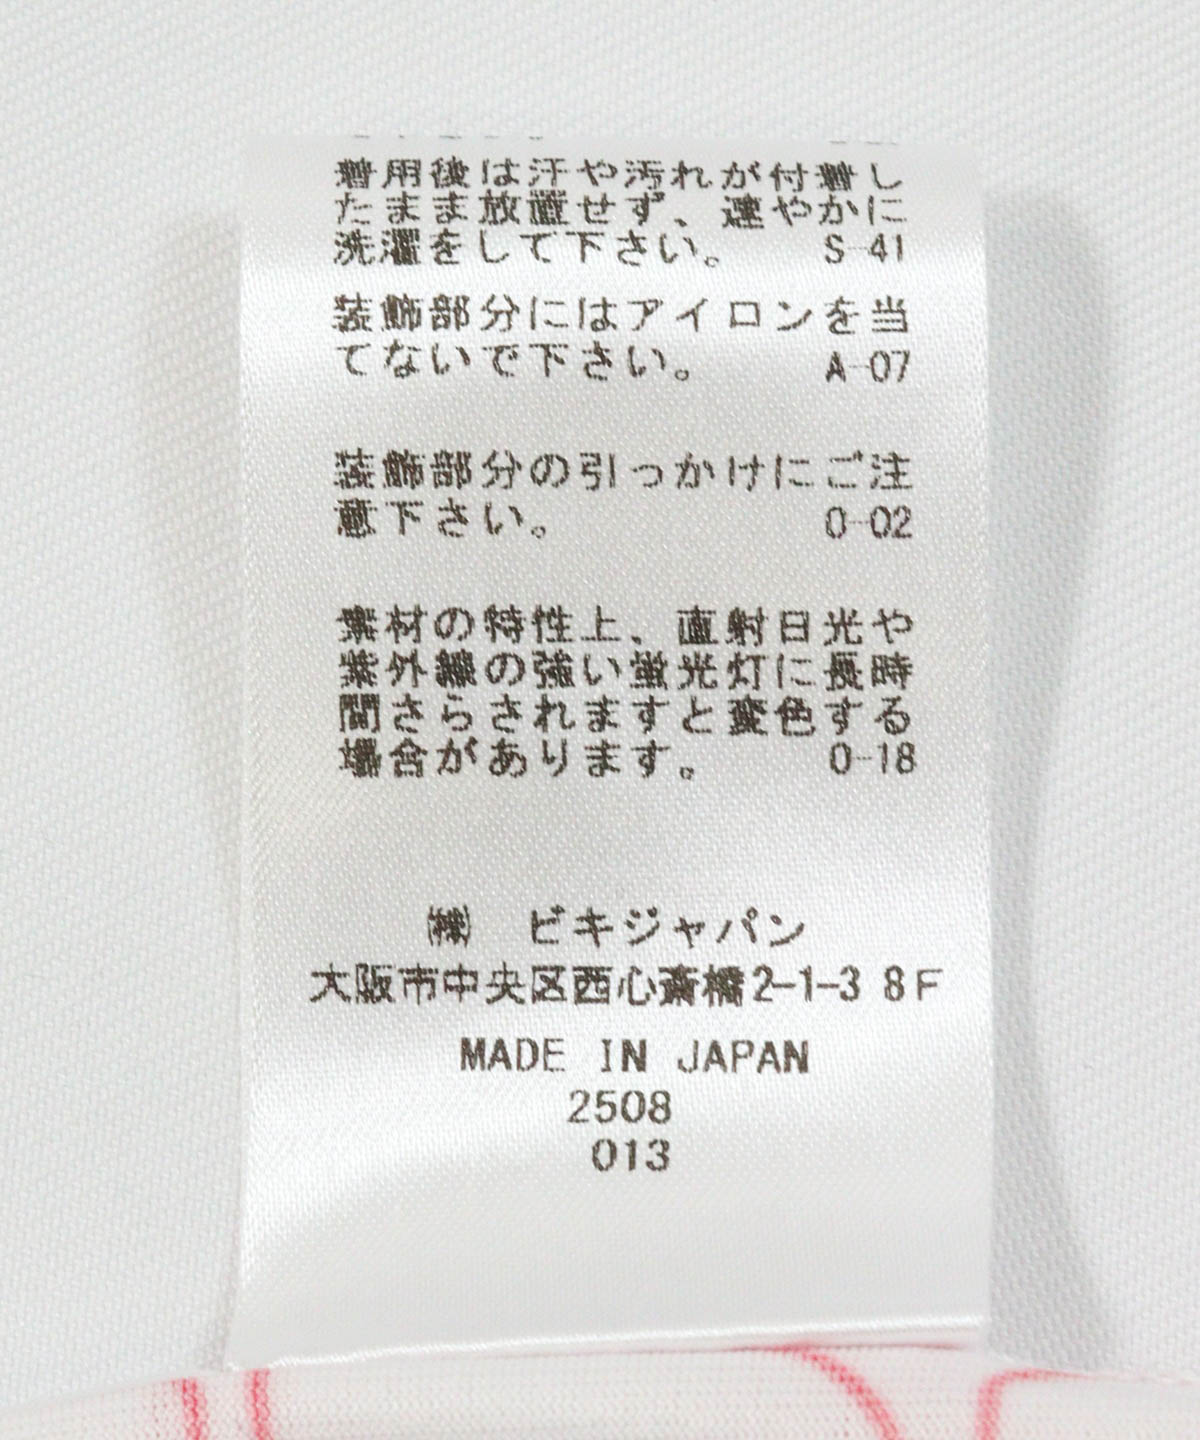 着用後は汗や汚れが付着し
たまま放置せず、速やかに
洗濯をして下さい。 S-41
装飾部分にはアイロンを当
てないで下さい。 A-07
装飾部分の引っかけにご注
意下さい。 O-02
素材の特性上、直射日光や
紫外線の強い蛍光灯に長時
間さらされますと変色する
場合があります。 O-18
㈱ ビキジャパン
大阪市中央区西心斎橋2-1-3 8F
MADE IN JAPAN
2508
013